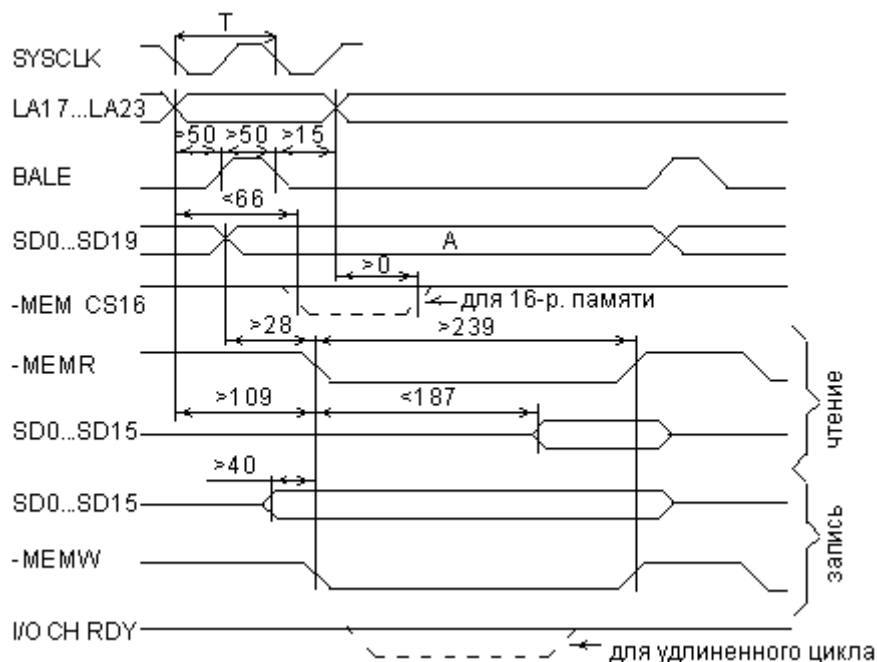 T
SYSCLK
LA17...LA23
>50 >50 >15
BALE
<66
SD0...SD19
A
>0
-MEM CS16
для 16-р. памяти
>28
>239
-MEMR
>109
<187
чтение
SD0...SD15
>40
SD0...SD15
-MEMW
запись
I/O CH RDY
для удлиненного цикла